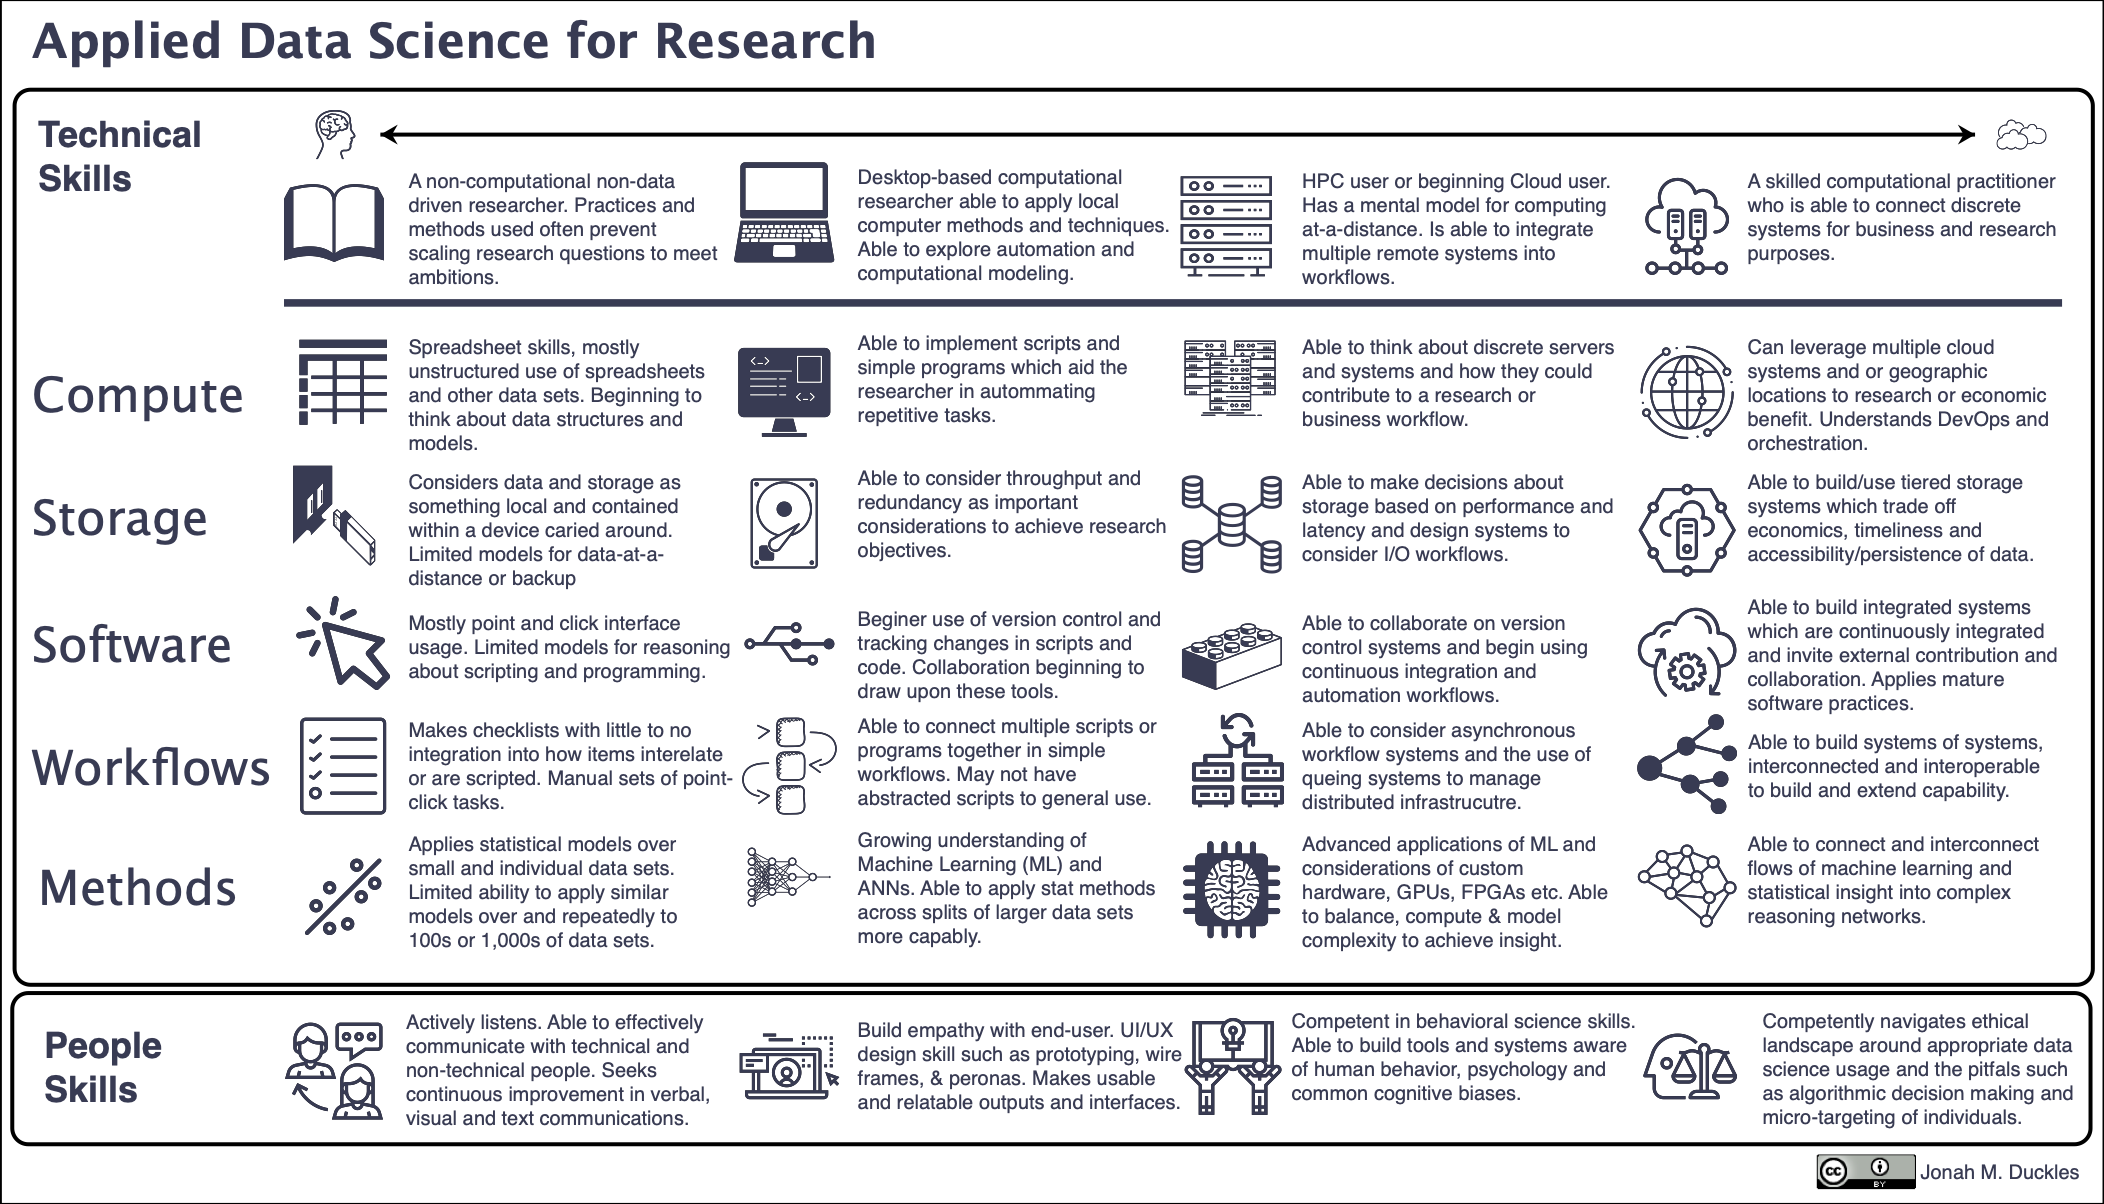 Applied Data Science for Research
Technical
Skills
A non-computational non-data
driven researcher. Practices and
methods used often prevent
scaling research questions to meet
ambitions.
Desktop-based computational
researcher able to apply local
computer methods and techniques.
Able to explore automation and
computational modeling.
HPC user or beginning Cloud user.
Has a mental model for computing
at-a-distance. Is able to integrate
multiple remote systems into
workflows.
A skilled computational practitioner
who is able to connect discrete
systems for business and research
purposes.
Compute
Spreadsheet skills, mostly
unstructured use of spreadsheets
and other data sets. Beginning to
think about data structures and
models.
Able to implement scripts and
simple programs which aid the
researcher in autommating
repetitive tasks.
Able to think about discrete servers
and systems and how they could
contribute to a research or
business workflow.
Can leverage multiple cloud
systems and or geographic
locations to research or economic
benefit. Understands DevOps and
orchestration.
Storage
Considers data and storage as
something local and contained
within a device caried around.
Limited models for data-at-a-
distance or backup
Able to consider throughput and
redundancy as important
considerations to achieve research
objectives.
Able to make decisions about
storage based on performance and
latency and design systems to
consider I/O workflows.
Able to build/use tiered storage
systems which trade off
economics, timeliness and
accessibility/persistence of data.
Software
Mostly point and click interface
usage. Limited models for reasoning
about scripting and programming.
Beginer use of version control and
tracking changes in scripts and
code. Collaboration beginning to
draw upon these tools.
Able to collaborate on version
control systems and begin using
continuous integration and
automation workflows.
Able to build integrated systems
which are continuously integrated
and invite external contribution and
collaboration. Applies mature
software practices.
Workflows
Makes checklists with little to no
integration into how items interelate
or are scripted. Manual sets of point-
click tasks.
Able to connect multiple scripts or
programs together in simple
workflows. May not have
abstracted scripts to general use.
Able to consider asynchronous
workflow systems and the use of
queing systems to manage
distributed infrastrucutre.
Able to build systems of systems,
interconnected and interoperable
to build and extend capability.
Methods
Applies statistical models over
small and individual data sets.
Limited ability to apply similar
models over and repeatedly to
100s or 1,000s of data sets.
Growing understanding of
Machine Learning (ML) and
ANNs. Able to apply stat methods
across splits of larger data sets
more capably.
Advanced applications of ML and
considerations of custom
hardware, GPUs, FPGAs etc. Able
to balance, compute & model
complexity to achieve insight.
Able to connect and interconnect
flows of machine learning and
statistical insight into complex
reasoning networks.
People
Skills
Actively listens. Able to effectively
communicate with technical and
non-technical people. Seeks
continuous improvement in verbal,
visual and text communications.
Build empathy with end-user. UI/UX
design skill such as prototyping, wire
frames, & peronas. Makes usable
and relatable outputs and interfaces.
Competent in behavioral science skills.
Able to build tools and systems aware
of human behavior, psychology and
common cognitive biases.
Competently navigates ethical
landscape around appropriate data
science usage and the pitfals such
as algorithmic decision making and
micro-targeting of individuals.
cc BY
Jonah M. Duckles